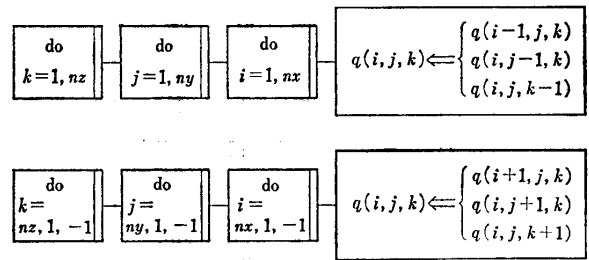 do
k=1, nz
do
j=1, ny
do
i=1, nx
q(i, j, k)⇐{
q(i−1, j, k)
q(i, j−1, k)
q(i, j, k−1)
do
k=
nz, 1, −1
do
j=
ny, 1, −1
do
i=
nx, 1, −1
q(i, j, k)⇐{
q(i+1, j, k)
q(i, j+1, k)
q(i, j, k+1)